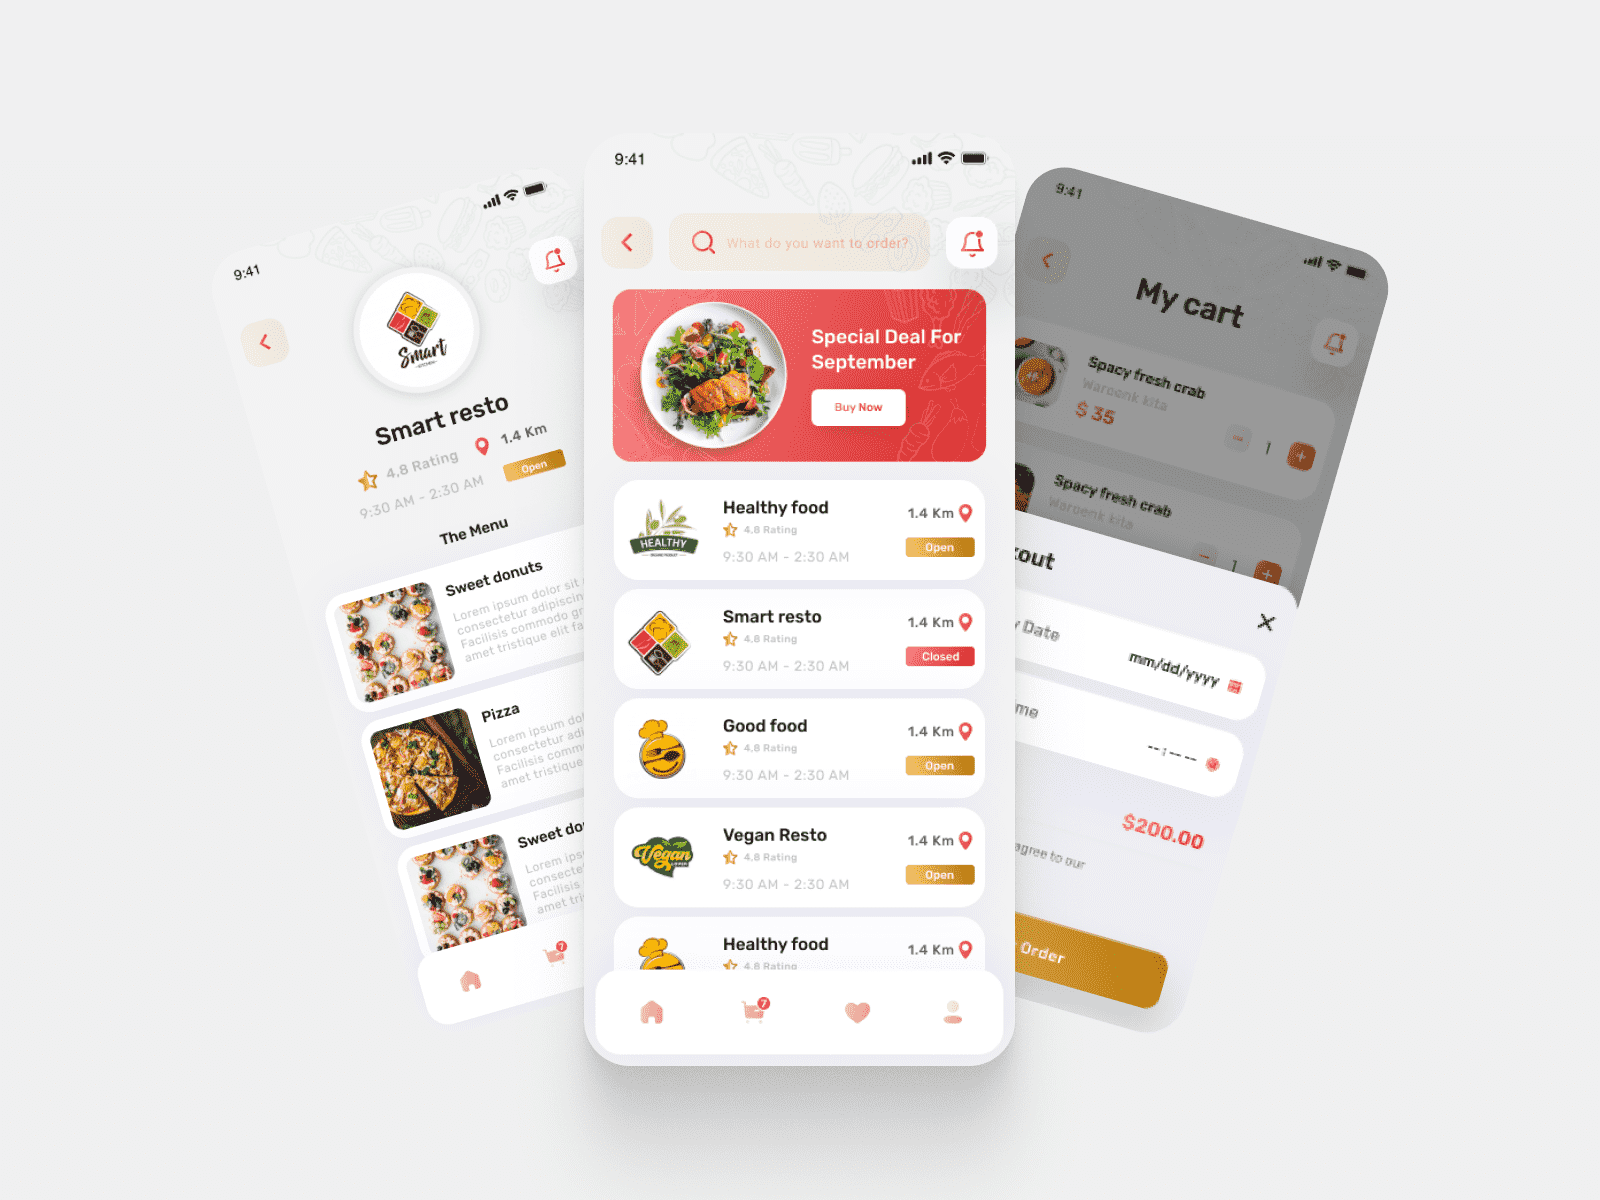 9:41
Smart
KITCHEN
Smart resto
4,8 Rating
1.4 Km
9:30 AM - 2:30 AM
Open
The Menu
Sweet donuts
Lorem ipsum dolor sit
consectetur adipiscin
Facilisis commodo gr
amet tristique elit fa
Pizza
Lorem ipsum do
consectetur adi
Facilisis comm
amet tristique
Sweet do
Lorem ips
consecte
Facilisis
amet tri
7
9:41
What do you want to order?
Special Deal For
September
Buy Now
HEALTHY
Healthy food
4,8 Rating
9:30 AM - 2:30 AM
1.4 Km
Open
Smart resto
4,8 Rating
9:30 AM - 2:30 AM
1.4 Km
Closed
Good food
4,8 Rating
9:30 AM - 2:30 AM
1.4 Km
Open
Vegan
Vegan Resto
4,8 Rating
9:30 AM - 2:30 AM
1.4 Km
Open
Healthy food
4,8 Rating
1.4 Km
7
9:41
My cart
Spacy fresh crab
Waroenk kita
$ 35
1
Spacy fresh crab
Waroenk kita
1
kout
y Date
mm/dd/yyyy
me
--:-- --
$200.00
agree to our
Order